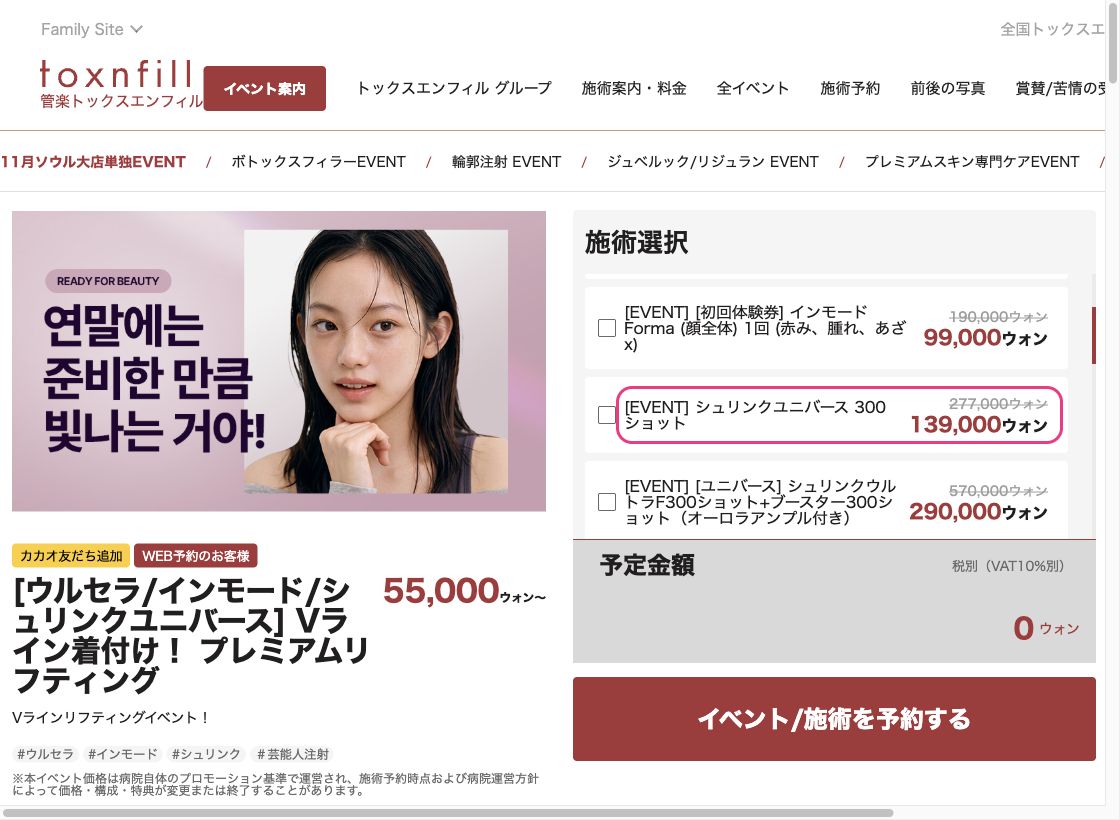 Family Site
全国トックスエ
toxnfill
管楽トックスエンフィル
イベント案内
トックスエンフィル グループ
施術案内・料金
全イベント
施術予約
前後の写真
賞賛/苦情の受
11月ソウル大店単独EVENT
/
ボトックスフィラーEVENT
/
輪郭注射 EVENT
/
ジュベルック/リジュラン EVENT
/
プレミアムスキン専門ケアEVENT
/
READY FOR BEAUTY
연말에는
준비한 만큼
빛나는 거야!
カカオ友だち追加
WEB予約のお客様
[ウルセラ/インモード/シ
ュリンクユニバース] Vラ
イン着付け！ プレミアムリ
フティング
55,000ウォン~
Vラインリフティングイベント！
#ウルセラ
#インモード
#シュリンク
#芸能人注射
※本イベント価格は病院自体のプロモーション基準で運営され、施術予約時点および病院運営方針
によって価格・構成・特典が変更または終了することがあります。
施術選択
[EVENT] [初回体験券] インモード
Forma (顔全体) 1回 (赤み、腫れ、あざ
x)
190,000ウォン
99,000ウォン
[EVENT] シュリンクユニバース 300
ショット
277,000ウォン
139,000ウォン
[EVENT] [ユニバース] シュリンクウル
トラF300ショット+ブースター300シ
ョット（オーロラアンプル付き）
570,000ウォン
290,000ウォン
予定金額
税別（VAT10%別）
0 ウォン
イベント/施術を予約する